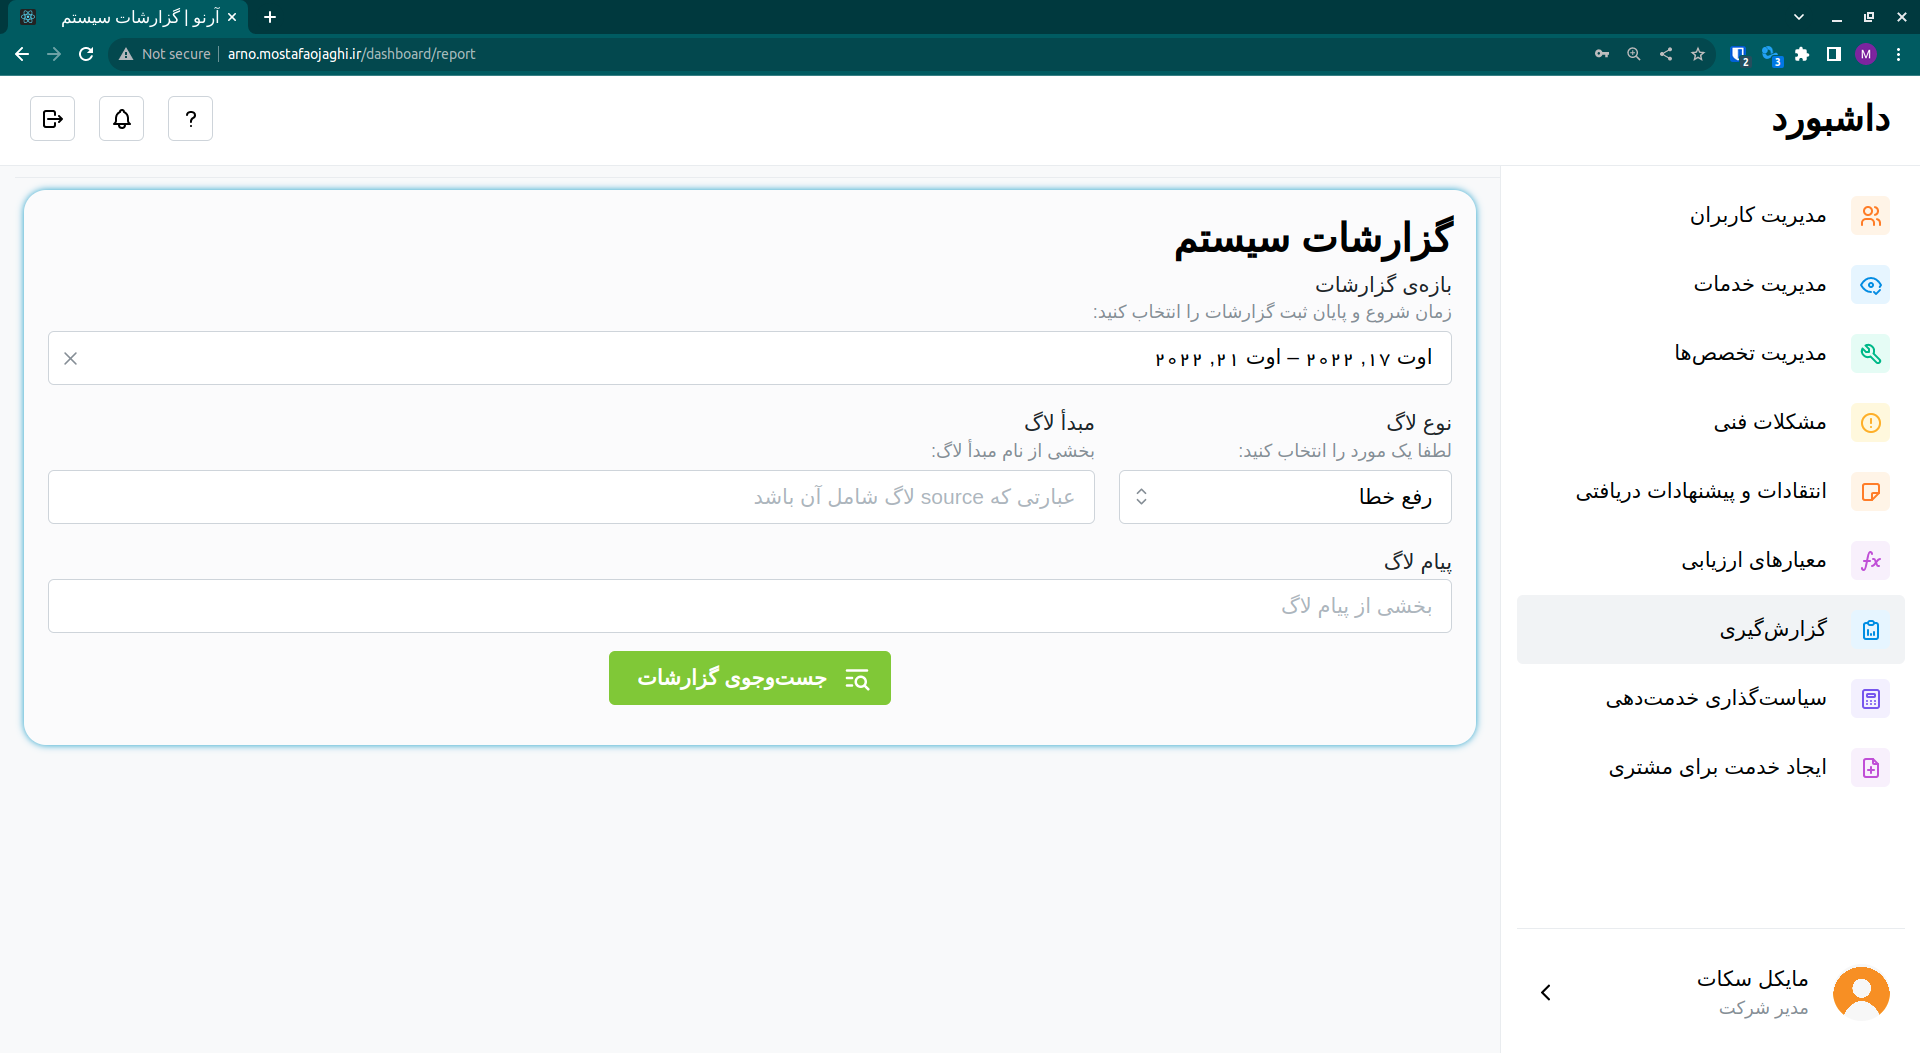 آرنو | گزارشات سیستم
Not secure
arno.mostafaojaghi.ir/dashboard/report
2
3
M
داشبورد
?
مدیریت کاربران
مدیریت خدمات
مدیریت تخصص‌ها
مشکلات فنی
انتقادات و پیشنهادات دریافتی
معیارهای ارزیابی
گزارش‌گیری
سیاست‌گذاری خدمت‌دهی
ایجاد خدمت برای مشتری
مایکل سکات
مدیر شرکت
گزارشات سیستم
بازه‌ی گزارشات
زمان شروع و پایان ثبت گزارشات را انتخاب کنید:
اوت ۱۷, ۲۰۲۲ – اوت ۲۱, ۲۰۲۲
نوع لاگ
لطفا یک مورد را انتخاب کنید:
رفع خطا
مبدأ لاگ
بخشی از نام مبدأ لاگ:
عبارتی که source لاگ شامل آن باشد
پیام لاگ
بخشی از پیام لاگ
جست‌وجوی گزارشات